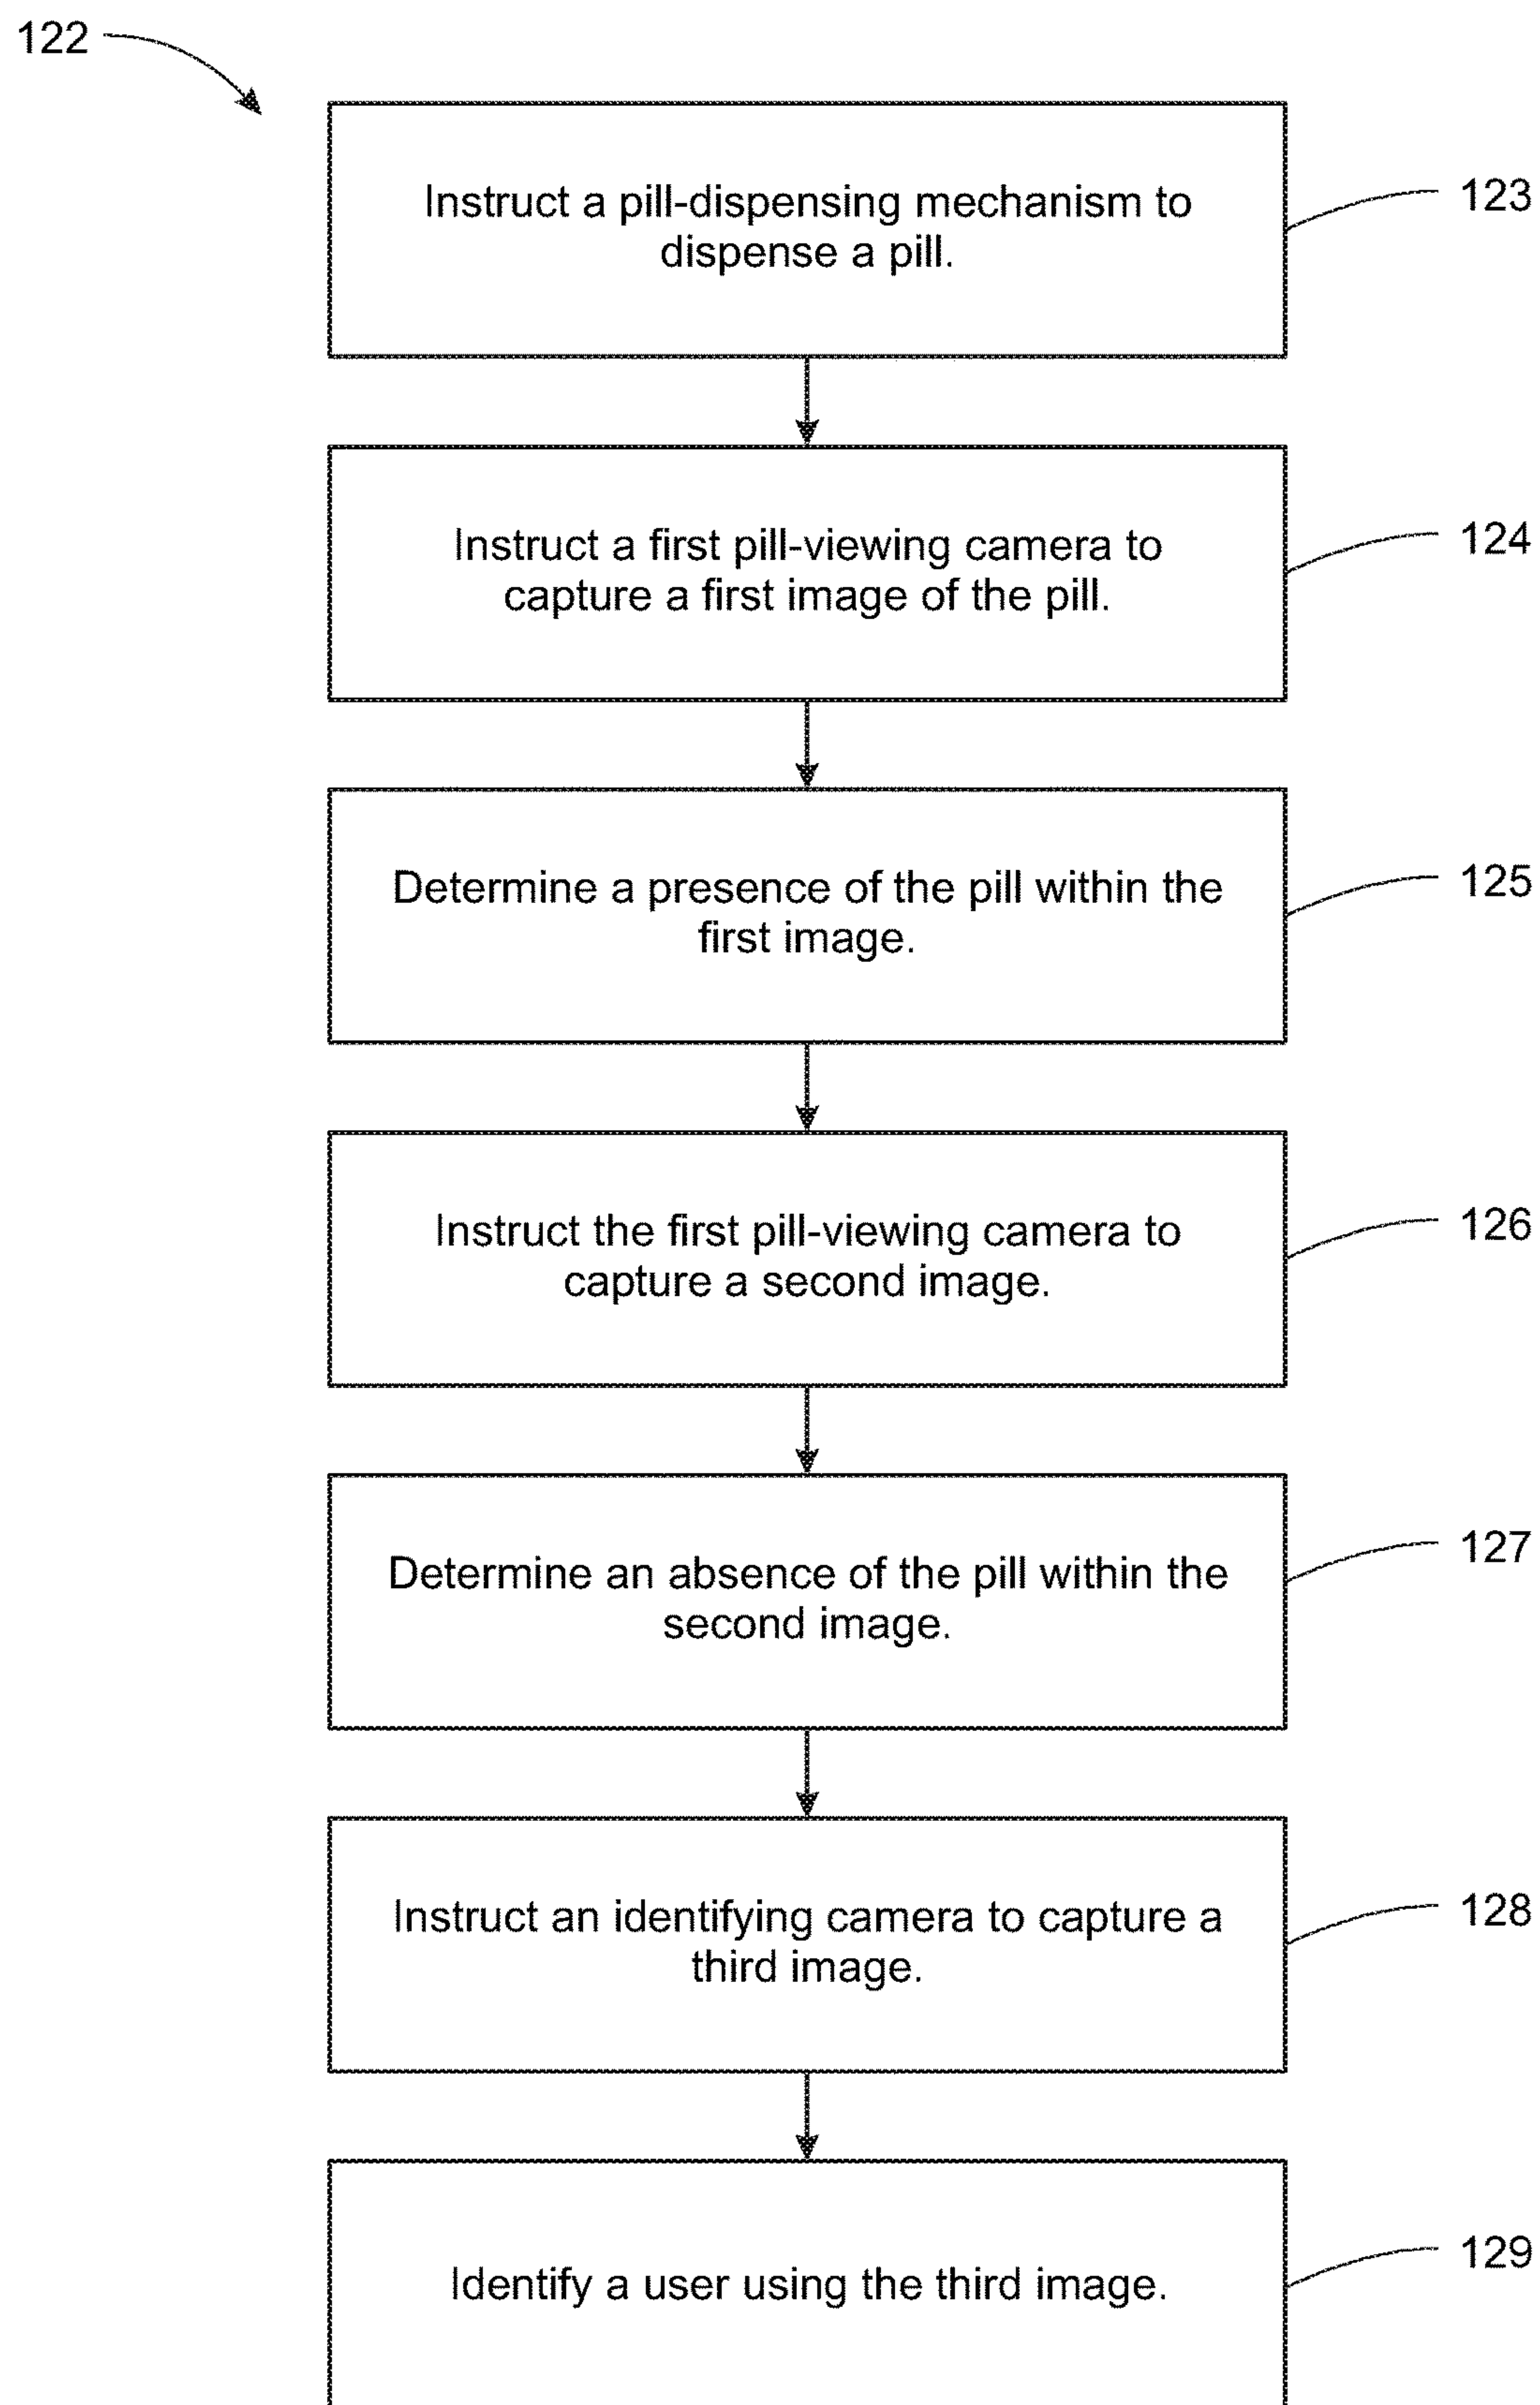 122
Instruct a pill-dispensing mechanism to
dispense a pill.
123
Instruct a first pill-viewing camera to
capture a first image of the pill.
124
Determine a presence of the pill within the
first image.
125
Instruct the first pill-viewing camera to
capture a second image.
126
Determine an absence of the pill within the
second image.
127
Instruct an identifying camera to capture a
third image.
128
Identify a user using the third image.
129